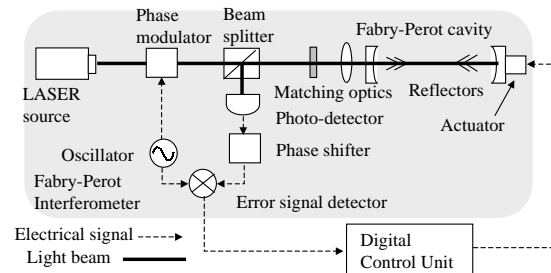 Phase
modulator
Beam
splitter
Fabry-Perot cavity
LASER
source
Matching optics
Reflectors
Photo-detector
Actuator
Oscillator
Phase shifter
Fabry-Perot
Interferometer
Error signal detector
Electrical signal
Light beam
Digital
Control Unit